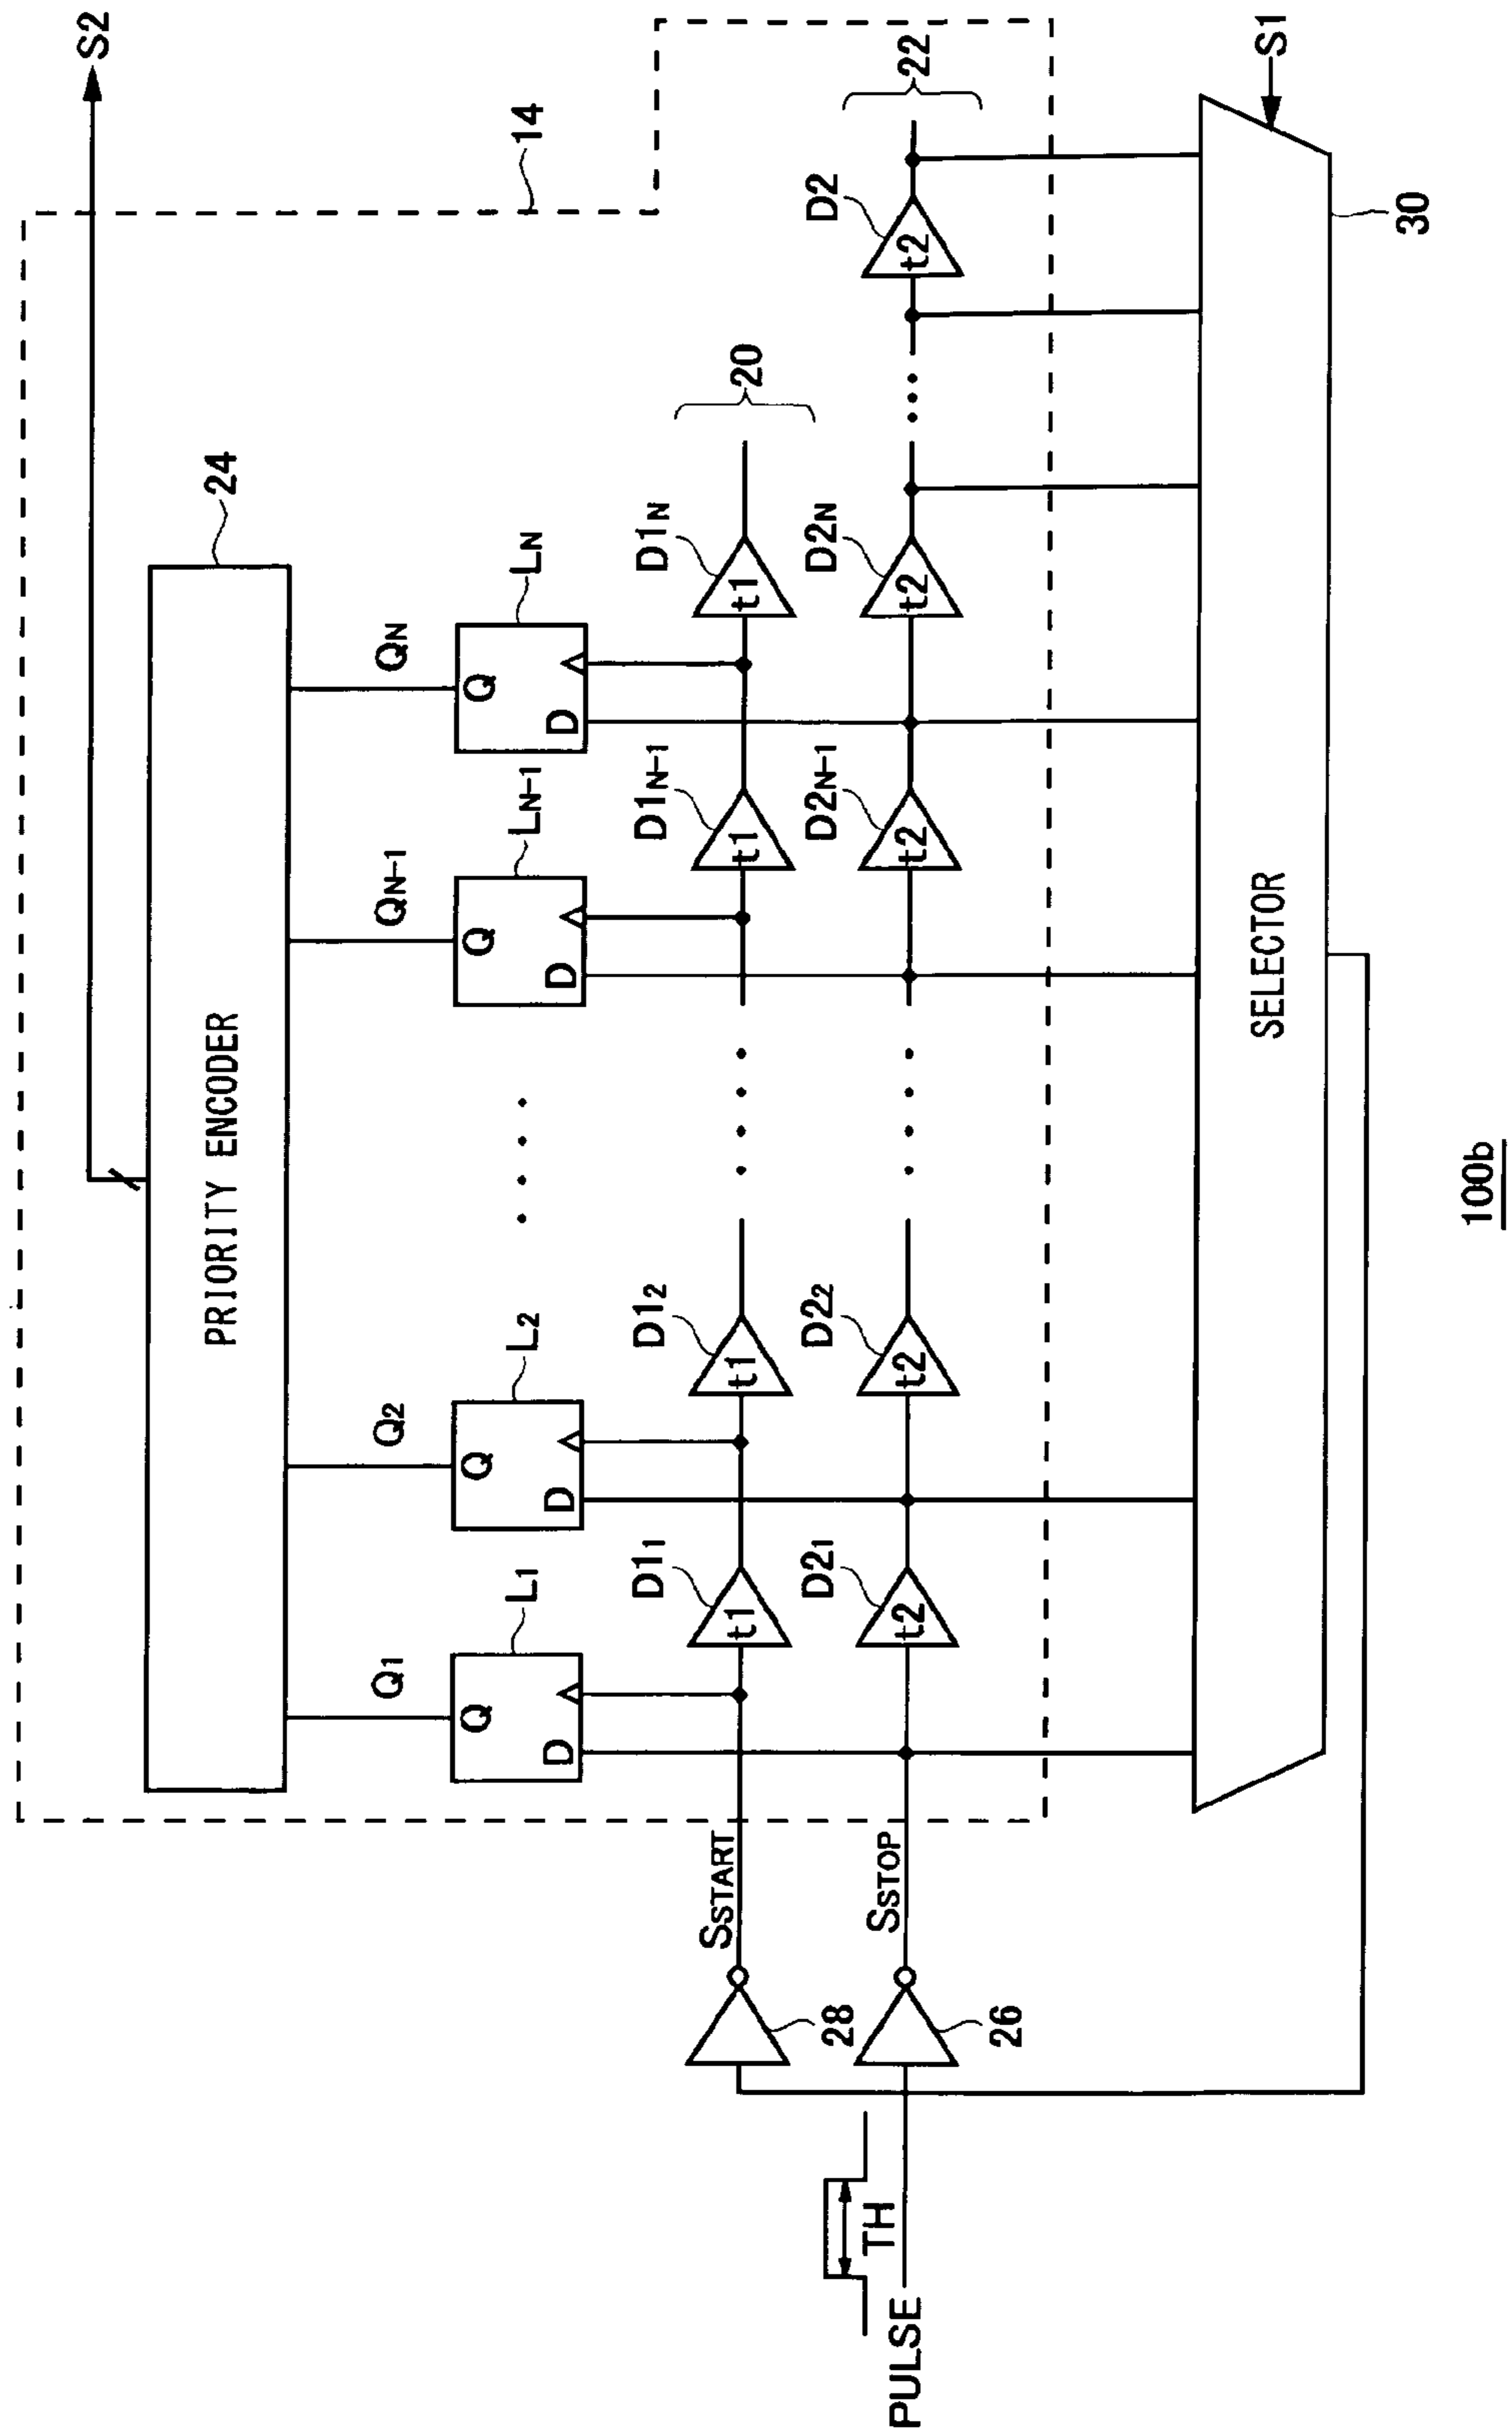 S2
14
24
PRIORITY ENCODER
Q1
Q2
QN-1
QN
L1
L2
LN-1
LN
Q
D
Q
D
Q
D
Q
D
20
D11
D12
D1N-1
D1N
t1
t1
t1
t1
22
D21
D22
D2N-1
D2N
D2
t2
t2
t2
t2
t2
SSTART
SSTOP
28
26
TH
PULSE
SELECTOR
S1
30
100b